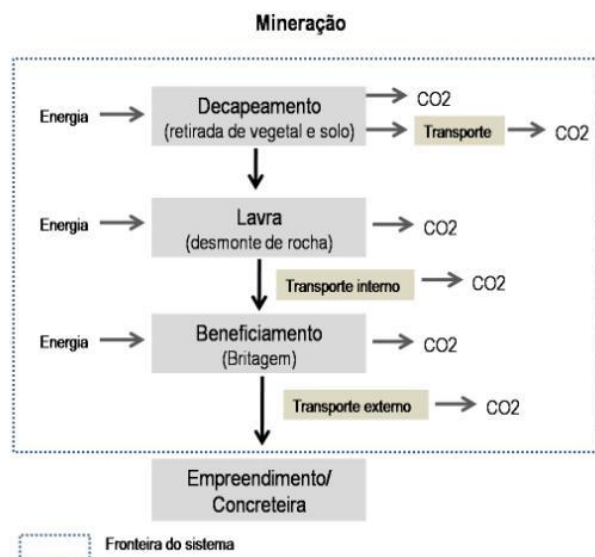 Mineração
Energia
Decapeamento
(retirada de vegetal e solo)
CO2
Transporte
CO2
Energia
Lavra
(desmonte de rocha)
CO2
Transporte interno
CO2
Energia
Beneficiamento
(Britagem)
CO2
Transporte externo
CO2
Empreendimento/
Concreteira
Fronteira do sistema